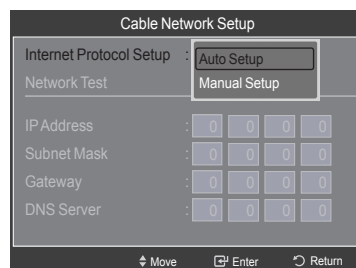 Cable Network Setup
Internet Protocol Setup : Auto Setup
Manual Setup
Network Test
IP Address : 0 0 0 0
Subnet Mask : 0 0 0 0
Gateway : 0 0 0 0
DNS Server : 0 0 0 0
Move Enter Return